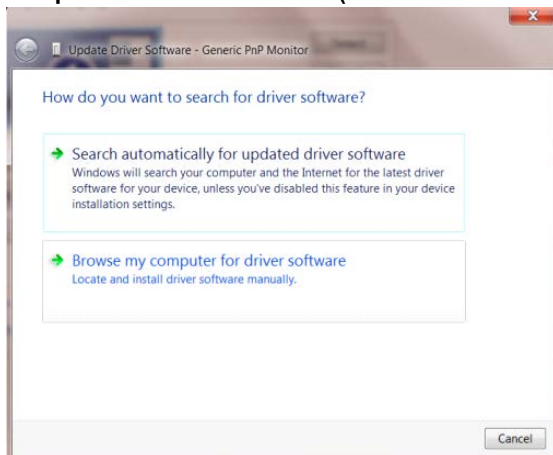 Update Driver Software - Generic PnP Monitor
How do you want to search for driver software?
Search automatically for updated driver software
Windows will search your computer and the Internet for the latest driver
software for your device, unless you've disabled this feature in your device
installation settings.
Browse my computer for driver software
Locate and install driver software manually.
Cancel